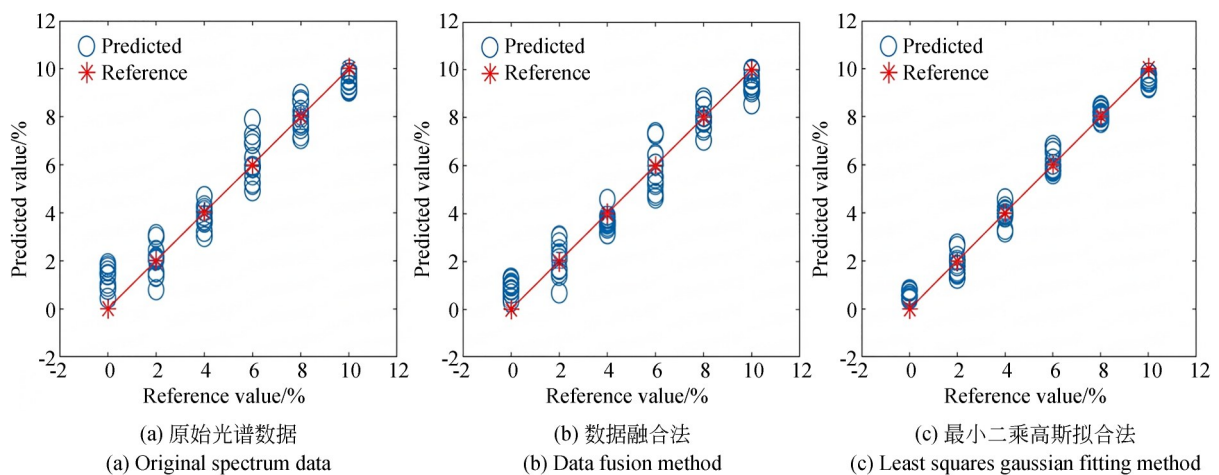 12
10
8
6
4
2
0
-2
Predicted value/%
Predicted
Reference
-2 0 2 4 6 8 10 12
Reference value/%
(a) 原始光谱数据
(a) Original spectrum data
12
10
8
6
4
2
0
-2
Predicted value/%
Predicted
Reference
-2 0 2 4 6 8 10 12
Reference value/%
(b) 数据融合法
(b) Data fusion method
12
10
8
6
4
2
0
-2
Predicted value/%
Predicted
Reference
-2 0 2 4 6 8 10 12
Reference value/%
(c) 最小二乘高斯拟合法
(c) Least squares gaussian fitting method